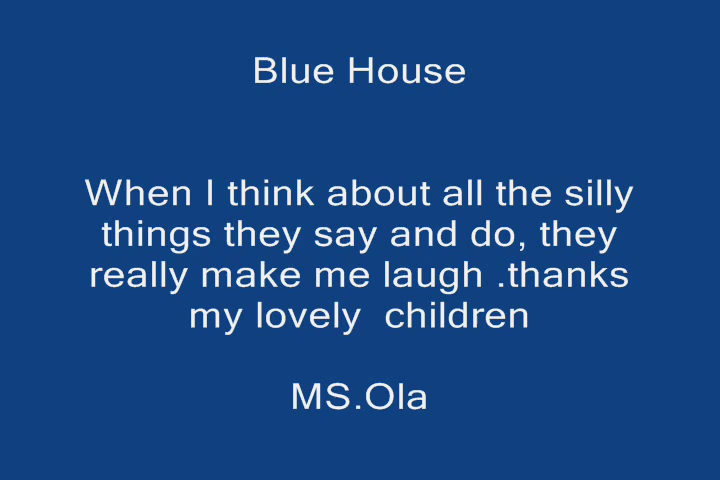 Blue House
When I think about all the silly
things they say and do, they
really make me laugh .thanks
my lovely  children
MS.Ola